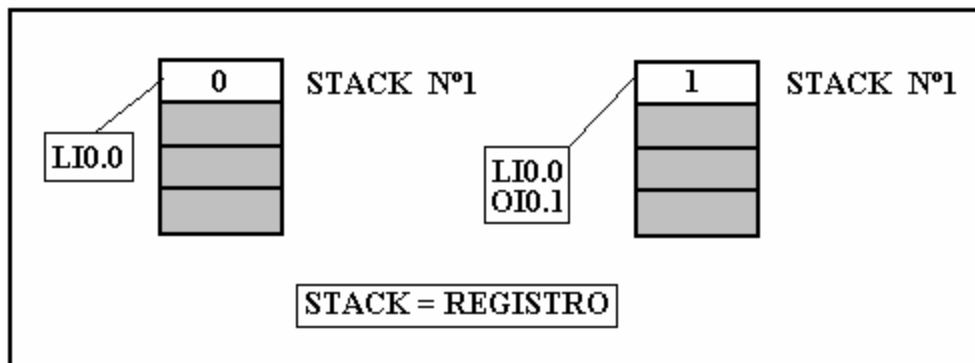 0 STACK Nº1
LI0.0
1 STACK Nº1
LI0.0
OI0.1
STACK = REGISTRO